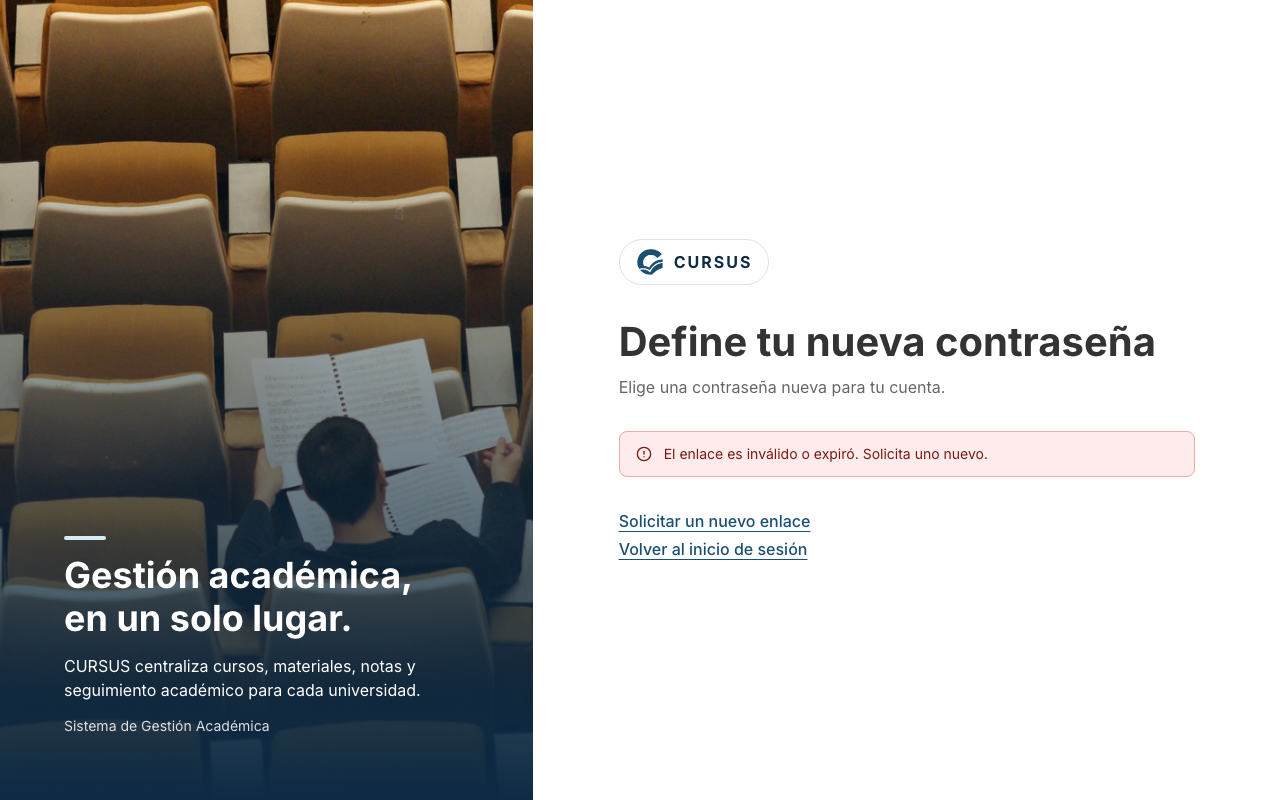 Gestión académica,
en un solo lugar.
CURSUS centraliza cursos, materiales, notas y
seguimiento académico para cada universidad.
Sistema de Gestión Académica
CURSUS
Define tu nueva contraseña
Elige una contraseña nueva para tu cuenta.
El enlace es inválido o expiró. Solicita uno nuevo.
Solicitar un nuevo enlace
Volver al inicio de sesión